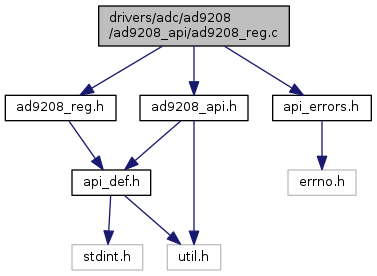 drivers/adc/ad9208
/ad9208_api/ad9208_reg.c
ad9208_reg.h
ad9208_api.h
api_errors.h
api_def.h
errno.h
stdint.h
util.h